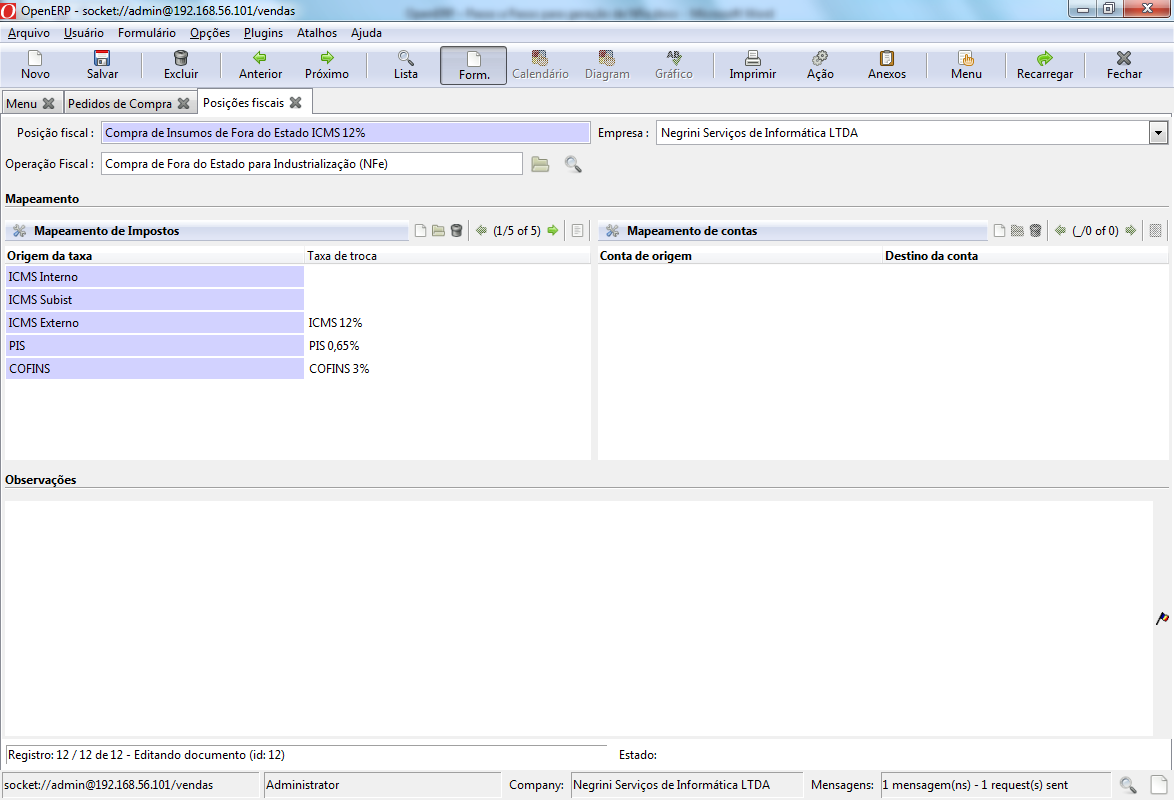 OpenERP - socket://admin@192.168.56.101/vendas
Arquivo Usuário Formulário Opções Plugins Atalhos Ajuda
Novo Salvar Excluir Anterior Próximo Lista Form. Calendário Diagram Gráfico Imprimir Ação Anexos Menu Recarregar Fechar
Menu Pedidos de Compra Posições fiscais
Posição fiscal : Compra de Insumos de Fora do Estado ICMS 12% Empresa : Negrini Serviços de Informática LTDA
Operação Fiscal : Compra de Fora do Estado para Industrialização (NFe)
Mapeamento
Mapeamento de Impostos (1/5 of 5) Mapeamento de contas (_/0 of 0)
Origem da taxa Taxa de troca Conta de origem Destino da conta
ICMS Interno
ICMS Subist
ICMS Externo ICMS 12%
PIS PIS 0,65%
COFINS COFINS 3%
Observações
Registro: 12 / 12 de 12 - Editando documento (id: 12) Estado:
socket://admin@192.168.56.101/vendas Administrator Company: Negrini Serviços de Informática LTDA Mensagens: 1 mensagem(ns) - 1 request(s) sent